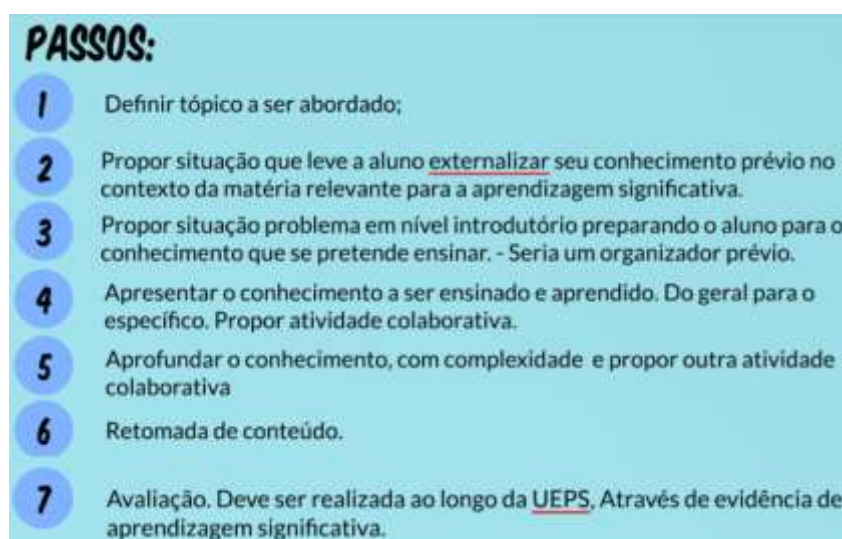 PASSOS:
1 Definir tópico a ser abordado;
2 Propor situação que leve a aluno externalizar seu conhecimento prévio no
contexto da matéria relevante para a aprendizagem significativa.
3 Propor situação problema em nível introdutório preparando o aluno para o
conhecimento que se pretende ensinar. - Seria um organizador prévio.
4 Apresentar o conhecimento a ser ensinado e aprendido. Do geral para o
específico. Propor atividade colaborativa.
5 Aprofundar o conhecimento, com complexidade e propor outra atividade
colaborativa
6 Retomada de conteúdo.
7 Avaliação. Deve ser realizada ao longo da UEPS, Através de evidência de
aprendizagem significativa.